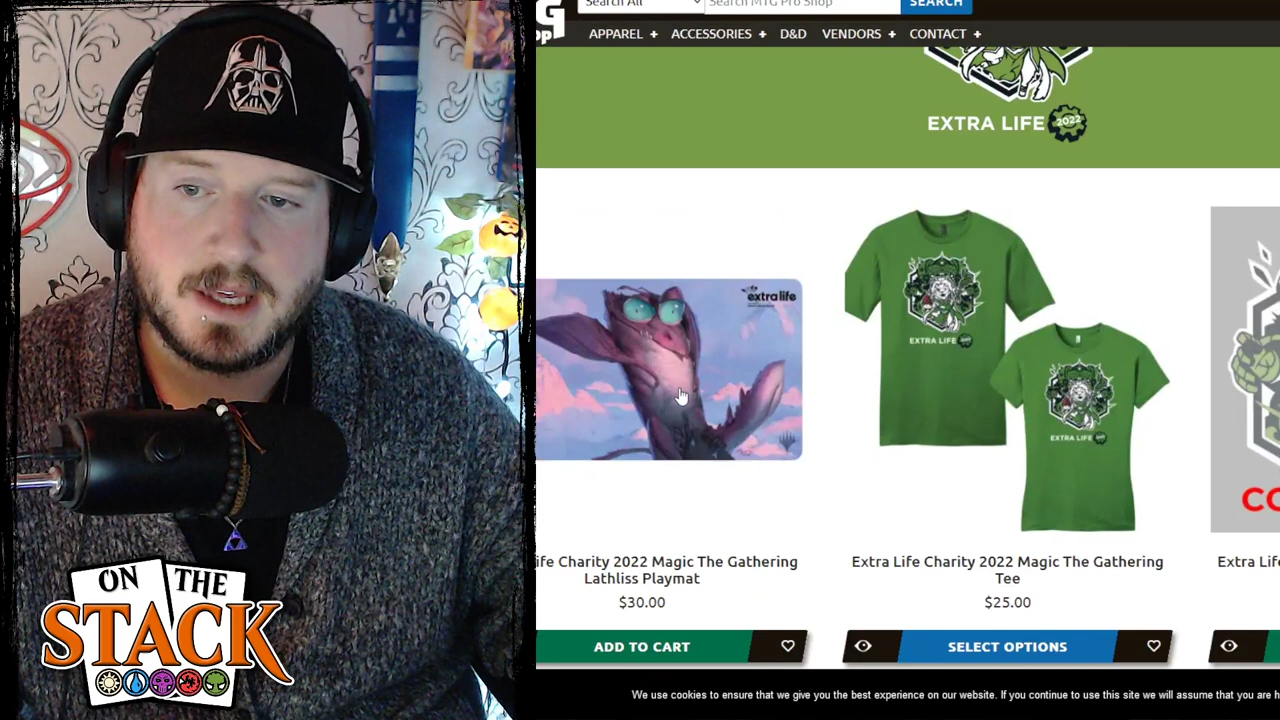 Search All
Search MTG Pro Shop
SEARCH
APPAREL +
ACCESSORIES +
D&D
VENDORS +
CONTACT +
EXTRA LIFE 2022
extralife
EXTRA LIFE
EXTRA LIFE
CO
ife Charity 2022 Magic The Gathering
Lathliss Playmat
$30.00
ADD TO CART
Extra Life Charity 2022 Magic The Gathering
Tee
$25.00
SELECT OPTIONS
Extra Life
We use cookies to ensure that we give you the best experience on our website. If you continue to use this site we will assume that you are h
ON THE
STACK